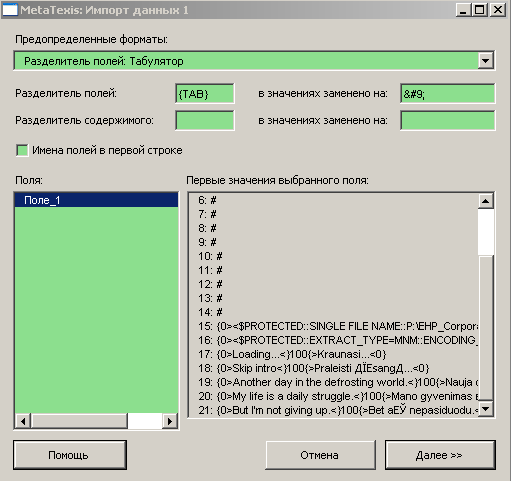 MetaTexis: Импорт данных 1
Предопределенные форматы:
Разделитель полей: Табулятор
Разделитель полей: {TAB} в значениях заменено на: &#9;
Разделитель содержимого: в значениях заменено на:
Имена полей в первой строке
Поля: Первые значения выбранного поля:
Поле_1
6: #
7: #
8: #
9: #
10: #
11: #
12: #
13: #
14: #
15: {0><$PROTECTED::SINGLE FILE NAME::P:\EHP_Corpora
16: {0><$PROTECTED::EXTRACT_TYPE=MNM::ENCODING_
17: {0>Loading...<}100{>Kraunasi...<0}
18: {0>Skip intro<}100{>Praleisti ДЇЕѕangД...<0}
19: {0>Another day in the defrosting world.<}100{>Nauja
20: {0>My life is a daily struggle.<}100{>Mano gyvenimas
21: {0>But I'm not giving up.<}100{>Bet aЕЎ nepasiduodu.<
Помощь Отмена Далее >>